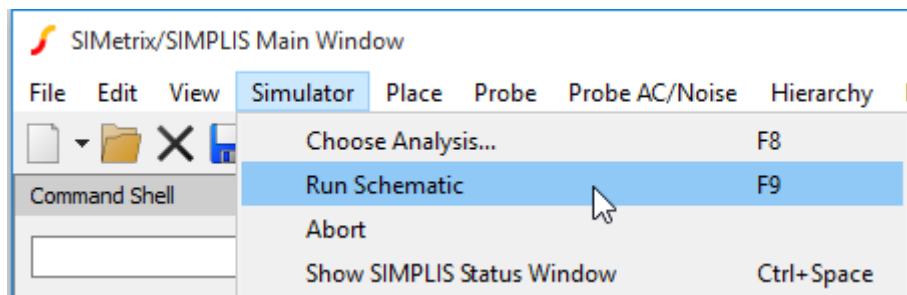 SIMetrix/SIMPLIS Main Window
File Edit View Simulator Place Probe Probe AC/Noise Hierarchy
Choose Analysis... F8
Command Shell Run Schematic F9
Abort
Show SIMPLIS Status Window Ctrl+Space